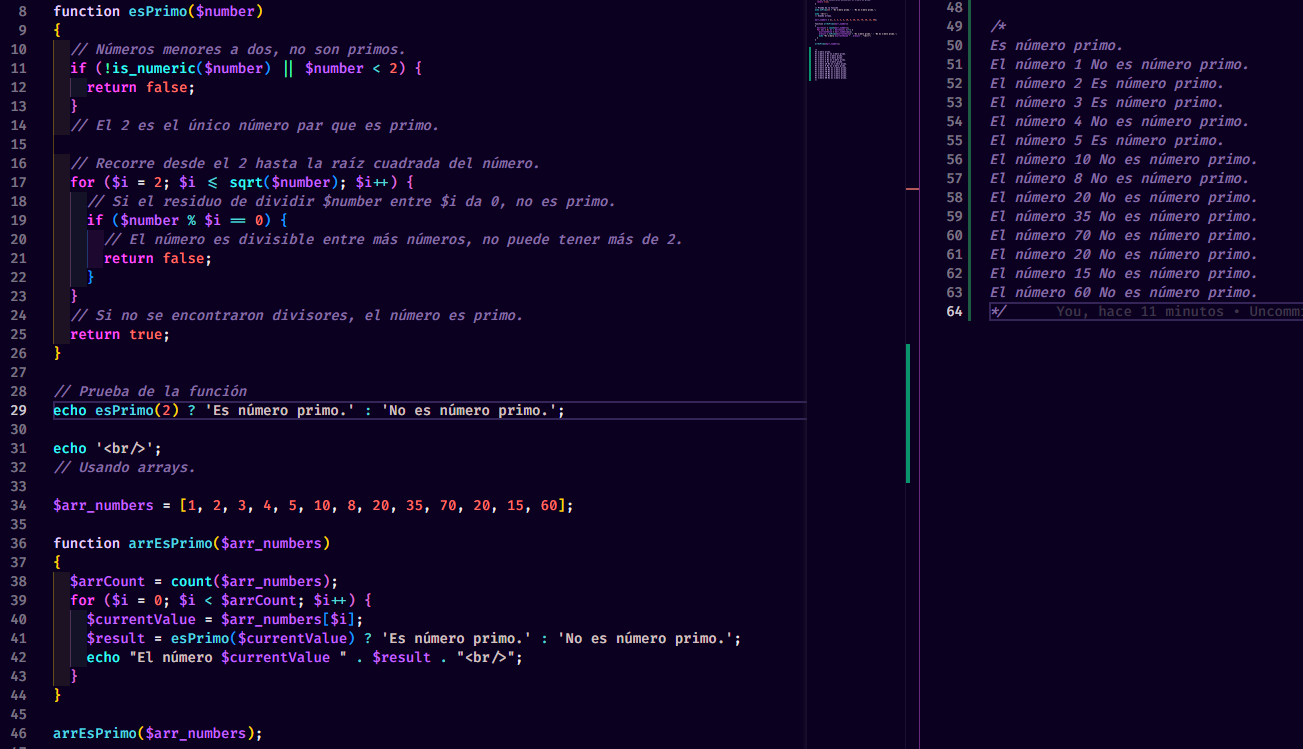 8 function esPrimo($number)
9 {
10 // Números menores a dos, no son primos.
11 if (!is_numeric($number) || $number < 2) {
12 return false;
13 }
14 // El 2 es el único número par que es primo.
15
16 // Recorre desde el 2 hasta la raíz cuadrada del número.
17 for ($i = 2; $i <= sqrt($number); $i++) {
18 // Si el residuo de dividir $number entre $i da 0, no es primo.
19 if ($number % $i == 0) {
20 // El número es divisible entre más números, no puede tener más de 2.
21 return false;
22 }
23 }
24 // Si no se encontraron divisores, el número es primo.
25 return true;
26 }
27
28 // Prueba de la función
29 echo esPrimo(2) ? 'Es número primo.' : 'No es número primo.';
30
31 echo '<br/>';
32 // Usando arrays.
33
34 $arr_numbers = [1, 2, 3, 4, 5, 10, 8, 20, 35, 70, 20, 15, 60];
35
36 function arrEsPrimo($arr_numbers)
37 {
38 $arrCount = count($arr_numbers);
39 for ($i = 0; $i < $arrCount; $i++) {
40 $currentValue = $arr_numbers[$i];
41 $result = esPrimo($currentValue) ? 'Es número primo.' : 'No es número primo.';
42 echo "El número $currentValue " . $result . "<br/>";
43 }
44 }
45
46 arrEsPrimo($arr_numbers);
48
49 /*
50 Es número primo.
51 El número 1 No es número primo.
52 El número 2 Es número primo.
53 El número 3 Es número primo.
54 El número 4 No es número primo.
55 El número 5 Es número primo.
56 El número 10 No es número primo.
57 El número 8 No es número primo.
58 El número 20 No es número primo.
59 El número 35 No es número primo.
60 El número 70 No es número primo.
61 El número 20 No es número primo.
62 El número 15 No es número primo.
63 El número 60 No es número primo.
64 */ You, hace 11 minutos • Uncomm